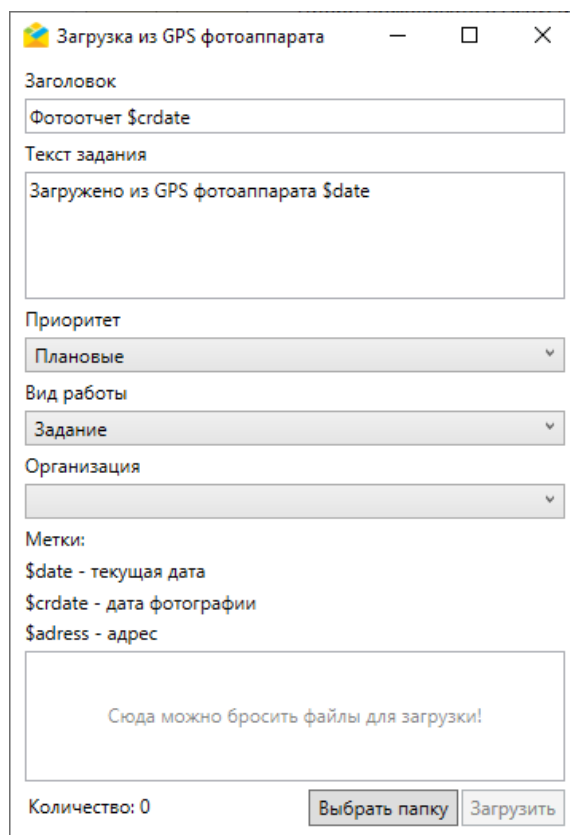 Загрузка из GPS фотоаппарата
Заголовок
Фотоотчет $crdate
Текст задания
Загружено из GPS фотоаппарата $date
Приоритет
Плановые
Вид работы
Задание
Организация
Метки:
$date - текущая дата
$crdate - дата фотографии
$adress - адрес
Сюда можно бросить файлы для загрузки!
Количество: 0 Выбрать папку Загрузить